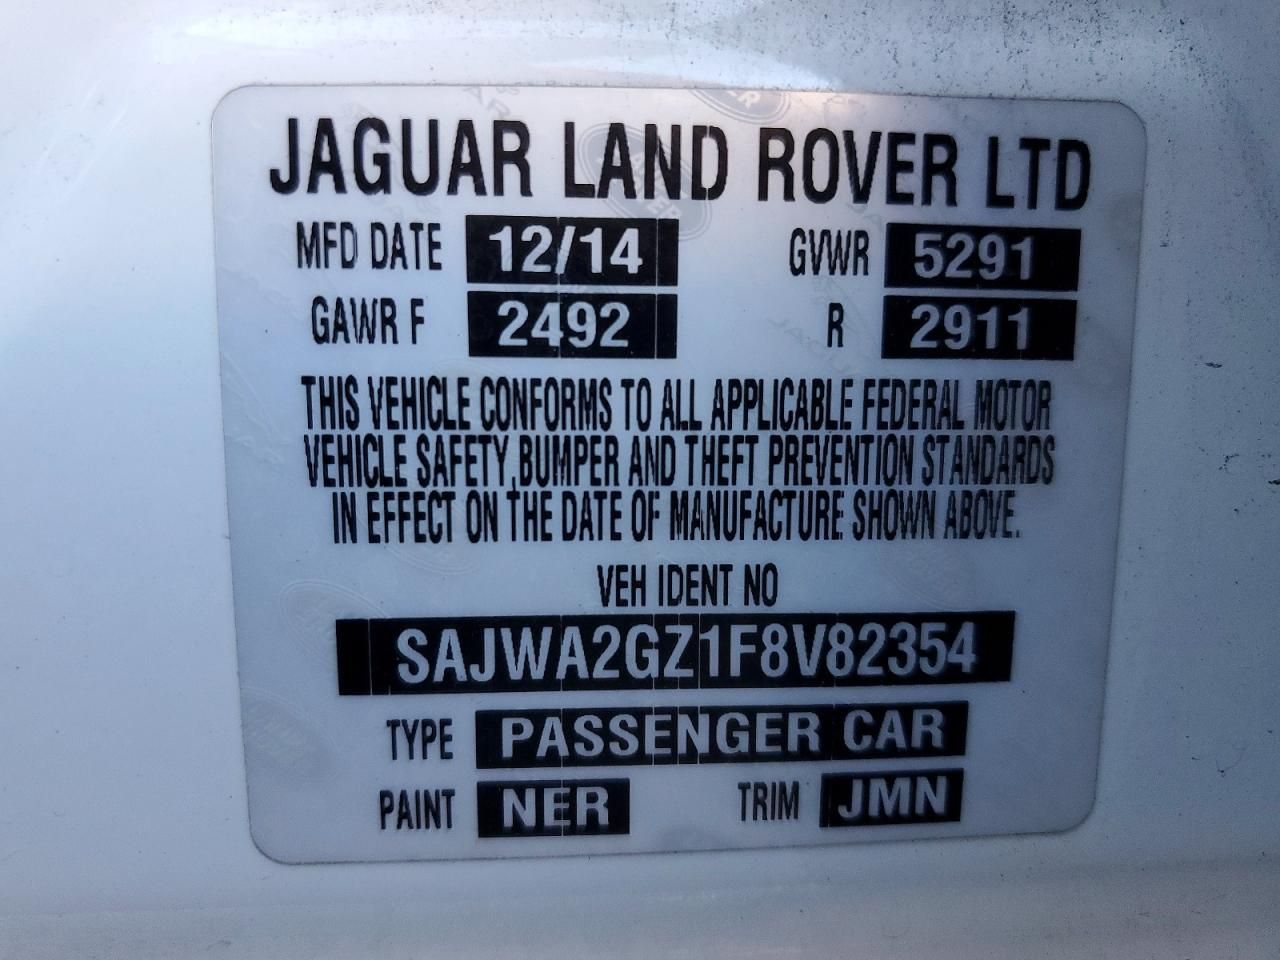 JAGUAR LAND ROVER LTD
MFD DATE 12/14 GVWR 5291
GAWR F 2492 R 2911
THIS VEHICLE CONFORMS TO ALL APPLICABLE FEDERAL MOTOR
VEHICLE SAFETY, BUMPER AND THEFT PREVENTION STANDARDS
IN EFFECT ON THE DATE OF MANUFACTURE SHOWN ABOVE.
VEH IDENT NO
SAJWA2GZ1F8V82354
TYPE PASSENGER CAR
PAINT NER TRIM JMN